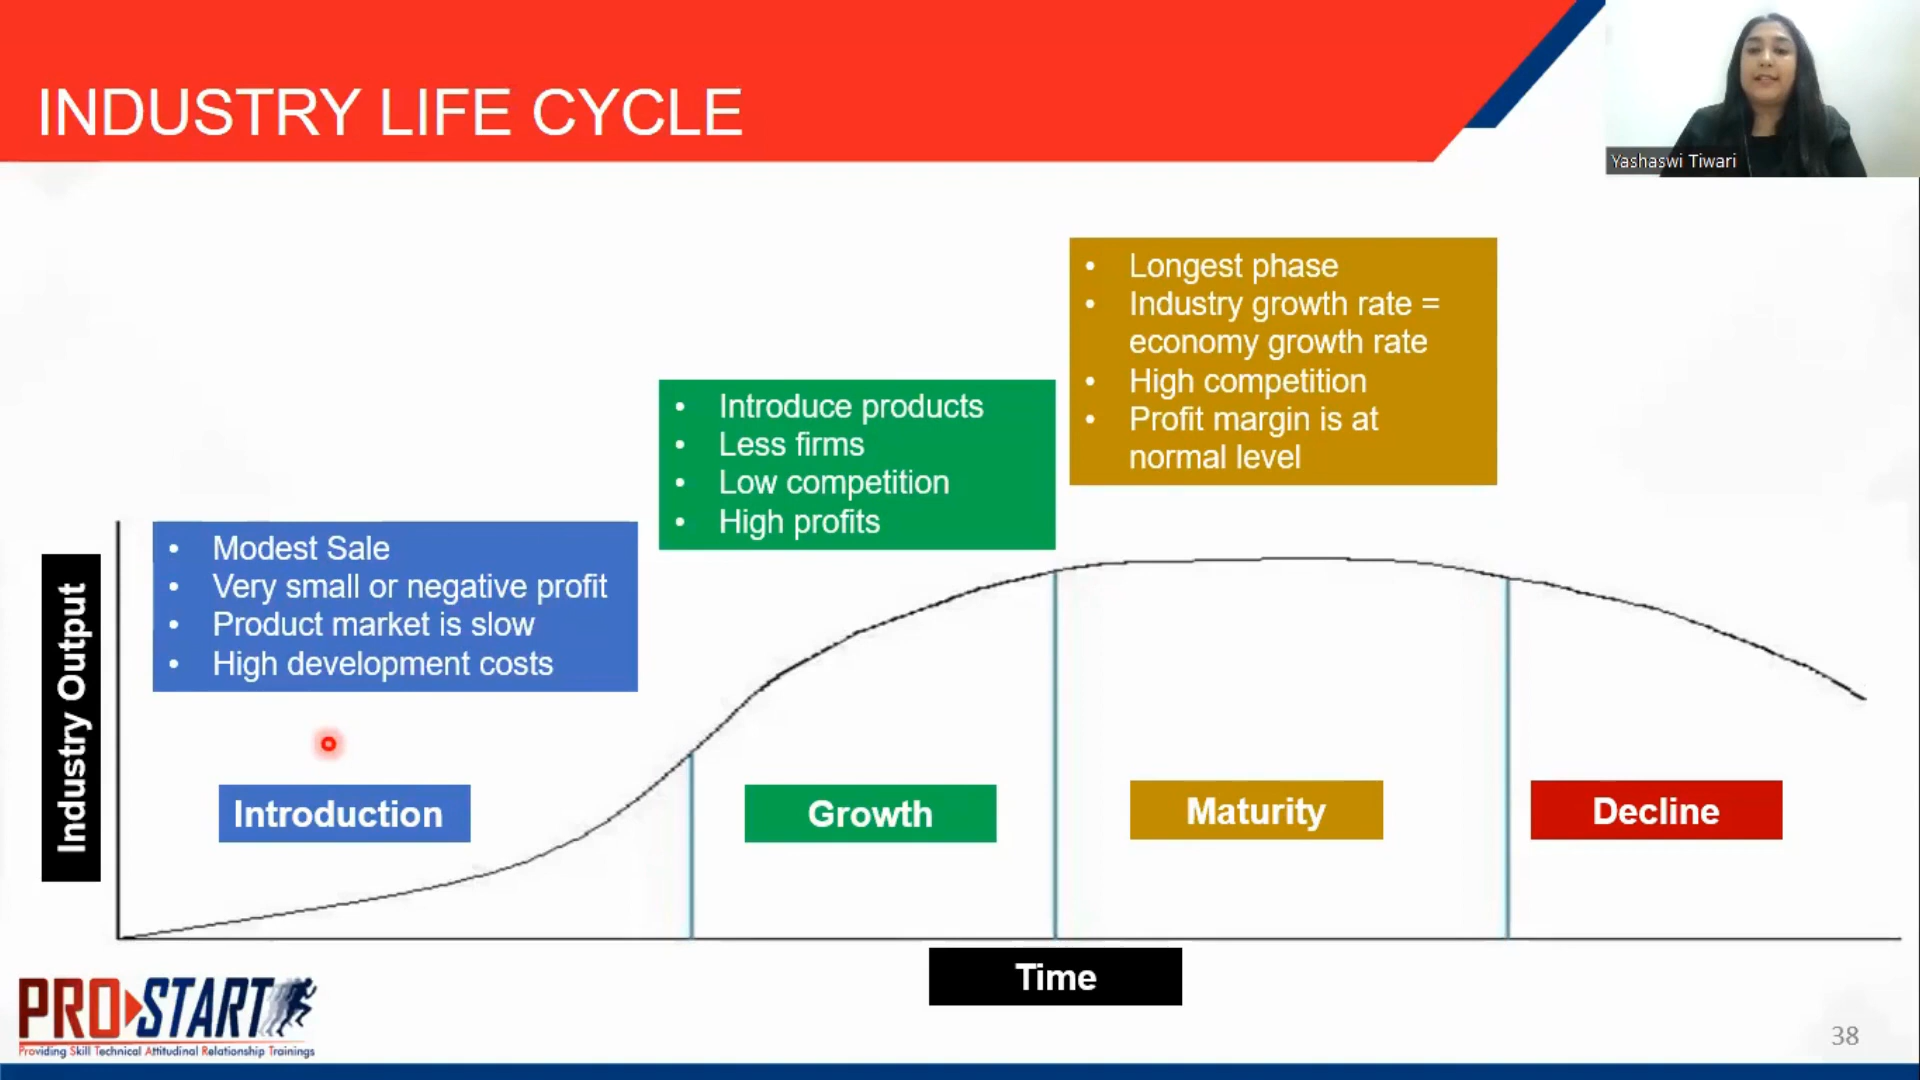 INDUSTRY LIFE CYCLE
Yashaswi Tiwari
• Longest phase
• Industry growth rate =
economy growth rate
• High competition
• Profit margin is at
normal level
• Introduce products
• Less firms
• Low competition
• High profits
• Modest Sale
• Very small or negative profit
• Product market is slow
• High development costs
Industry Output
Introduction
Growth
Maturity
Decline
Time
PRO START
Providing Skill Technical Attitudinal Relationship Trainings
38